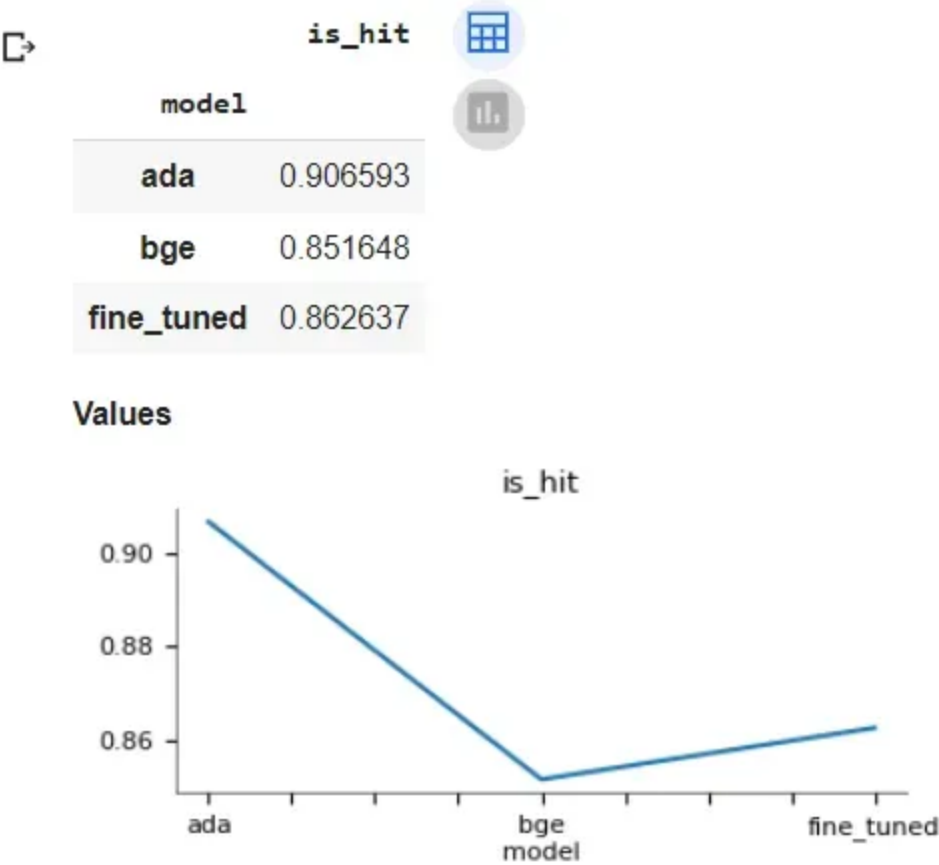 is_hit
model
ada 0.906593
bge 0.851648
fine_tuned 0.862637
Values
is_hit
0.90
0.88
0.86
ada bge fine_tuned
model